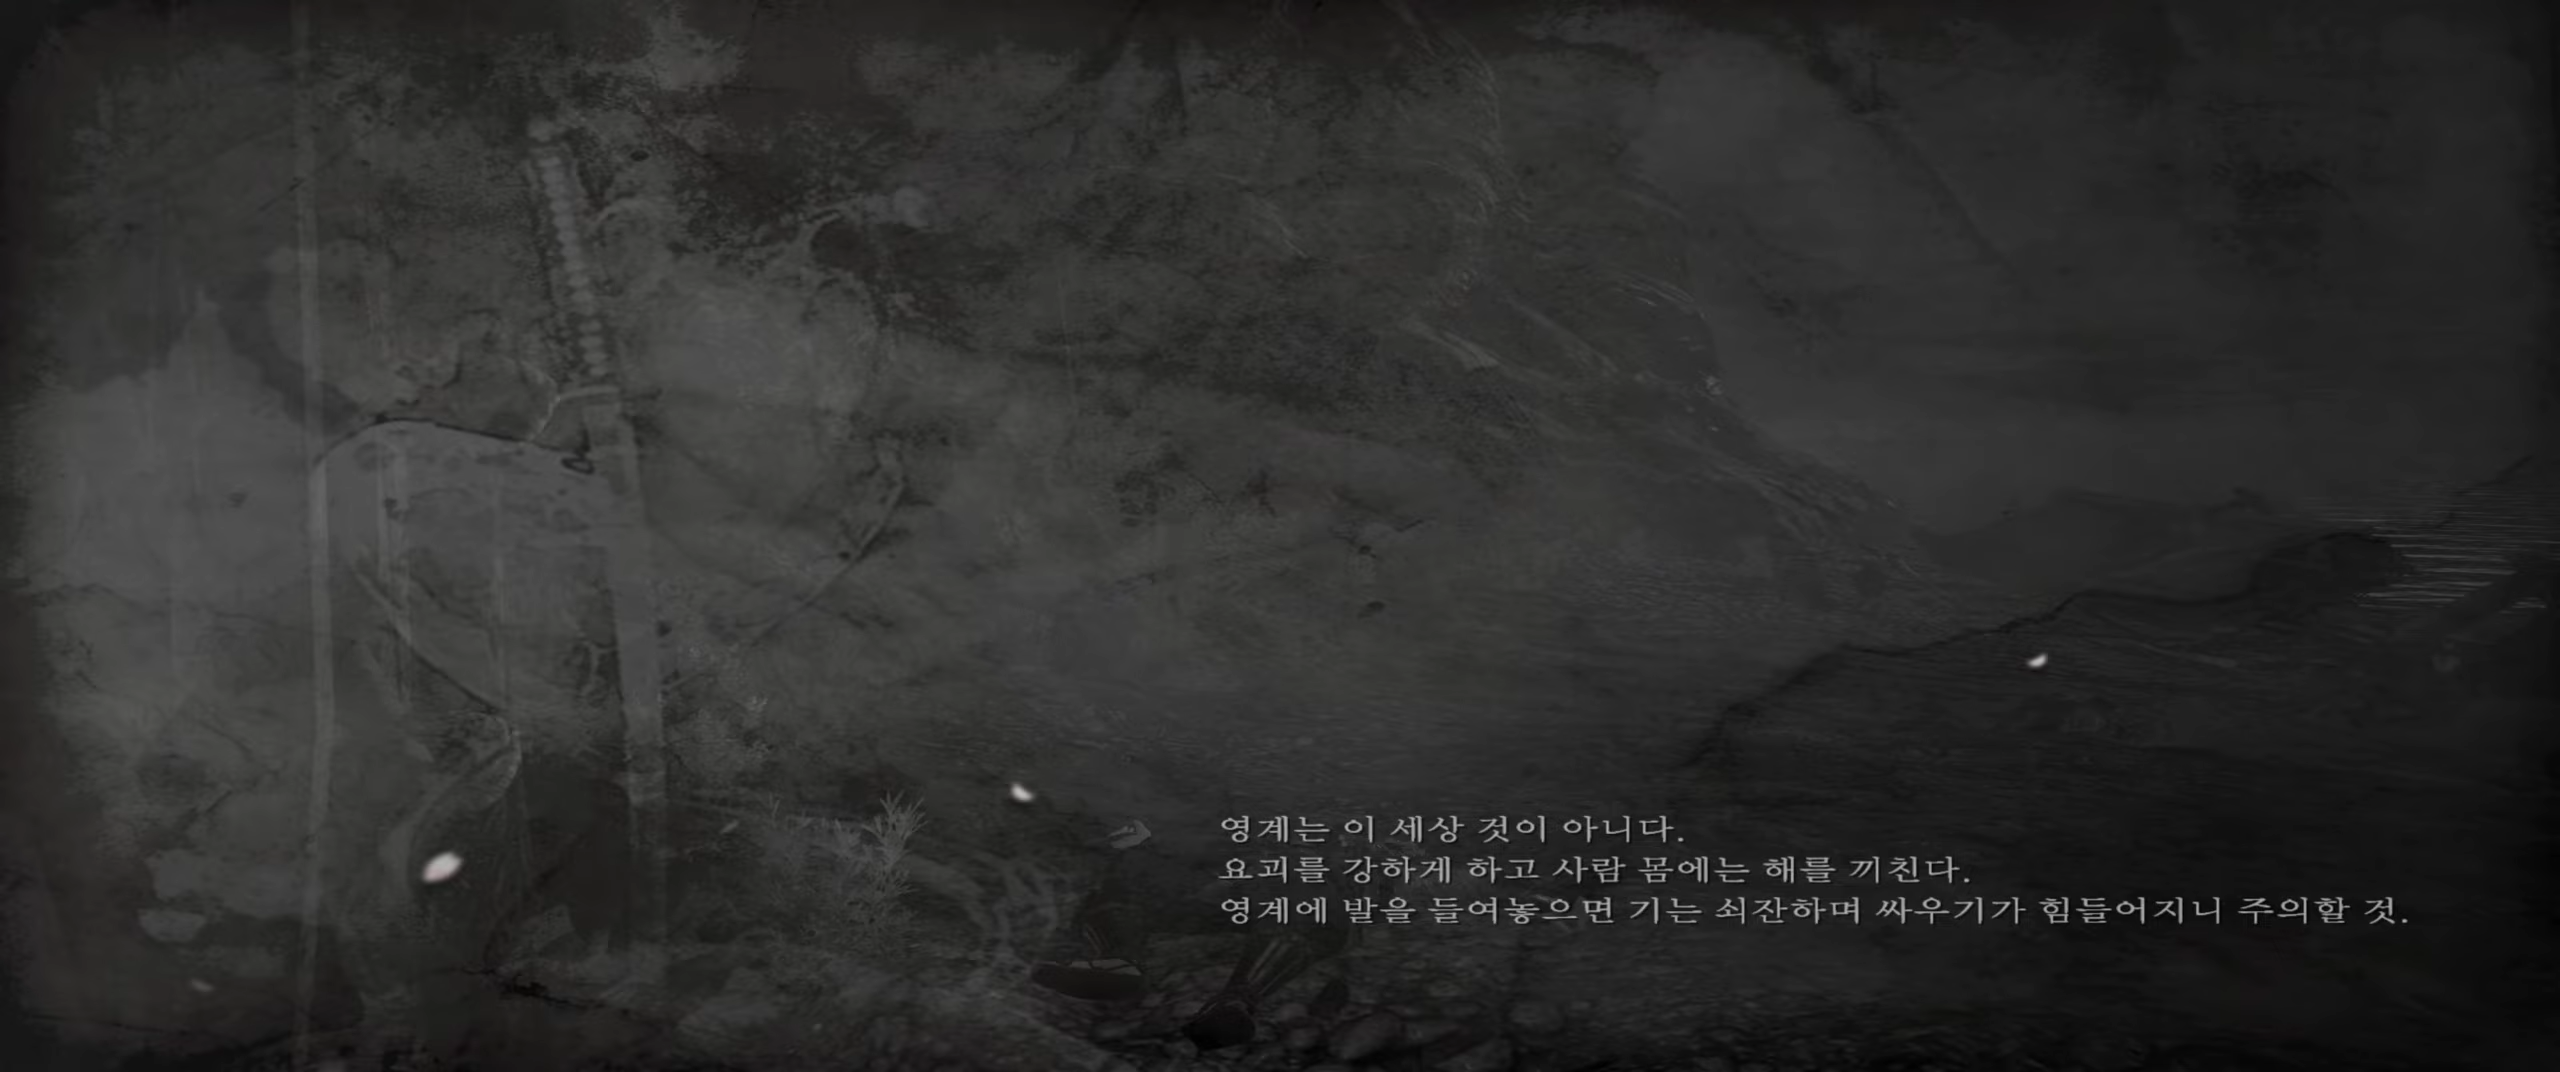 영계는 이 세상 것이 아니다.
요괴를 강하게 하고 사람 몸에는 해를 끼친다.
영계에 발을 들여놓으면 기는 쇠잔하며 싸우기가 힘들어지니 주의할 것.